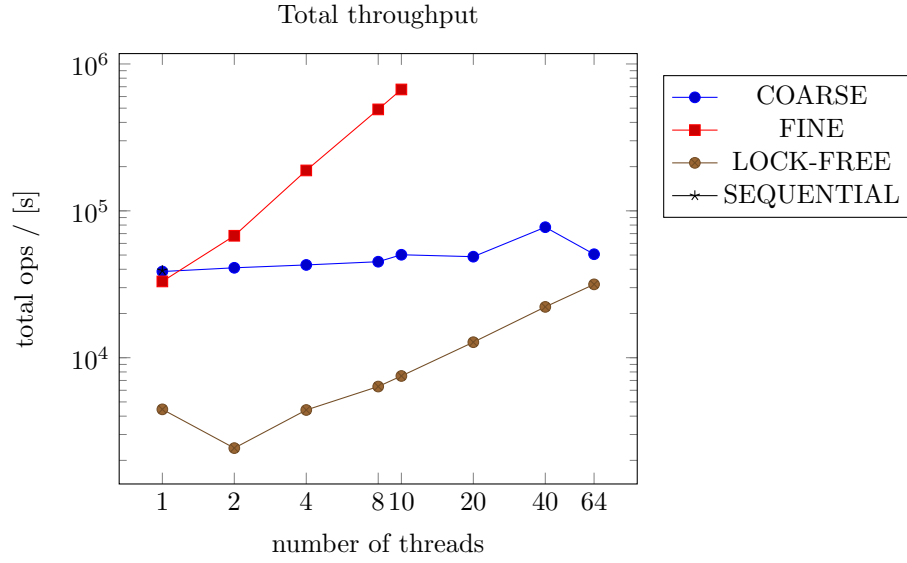 Total throughput
10^6
10^5
10^4
total ops / [s]
1 2 4 8 10 20 40 64
number of threads
COARSE
FINE
LOCK-FREE
SEQUENTIAL